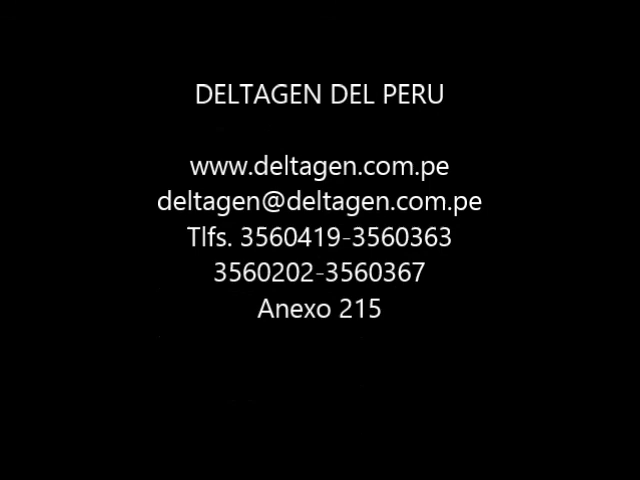 DELTAGEN DEL PERU
www.deltagen.com.pe
deltagen@deltagen.com.pe
Tlfs. 3560419-3560363
3560202-3560367
Anexo 215